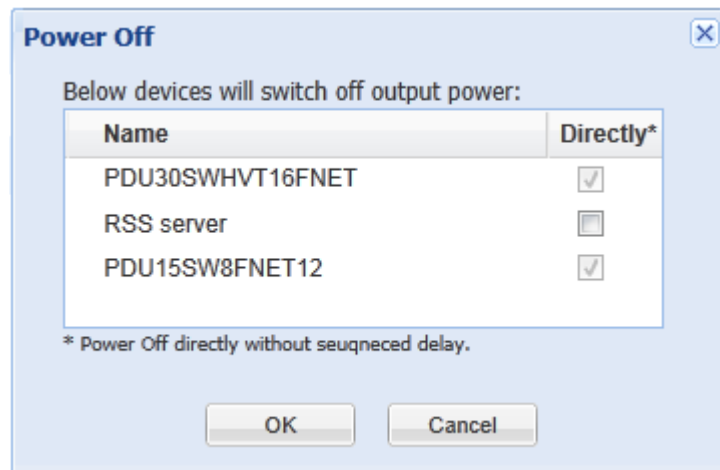 Power Off
Below devices will switch off output power:
Name Directly*
PDU30SWHVT16FNET
RSS server
PDU15SW8FNET12
* Power Off directly without seuqneced delay.
OK Cancel